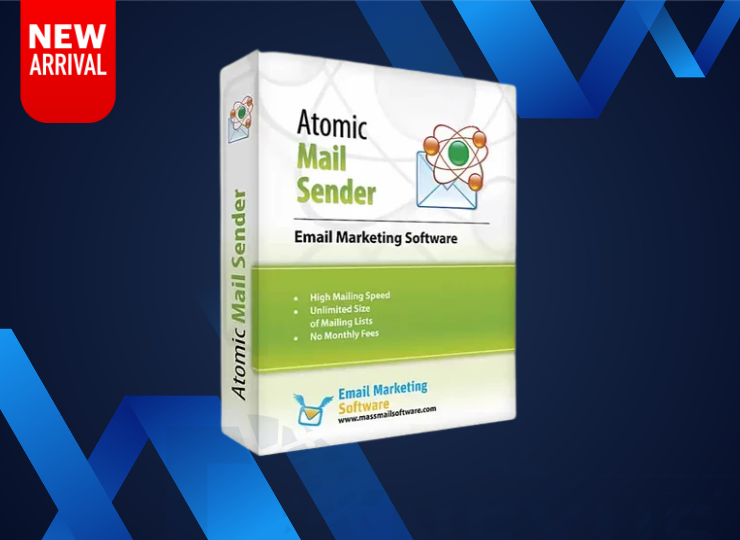 NEW
ARRIVAL
Atomic
Mail
Sender
Email Marketing Software
• High Mailing Speed
• Unlimited Size
of Mailing Lists
• No Monthly Fees
Email Marketing
Software
www.massmailsoftware.com
Atomic Mail Sender